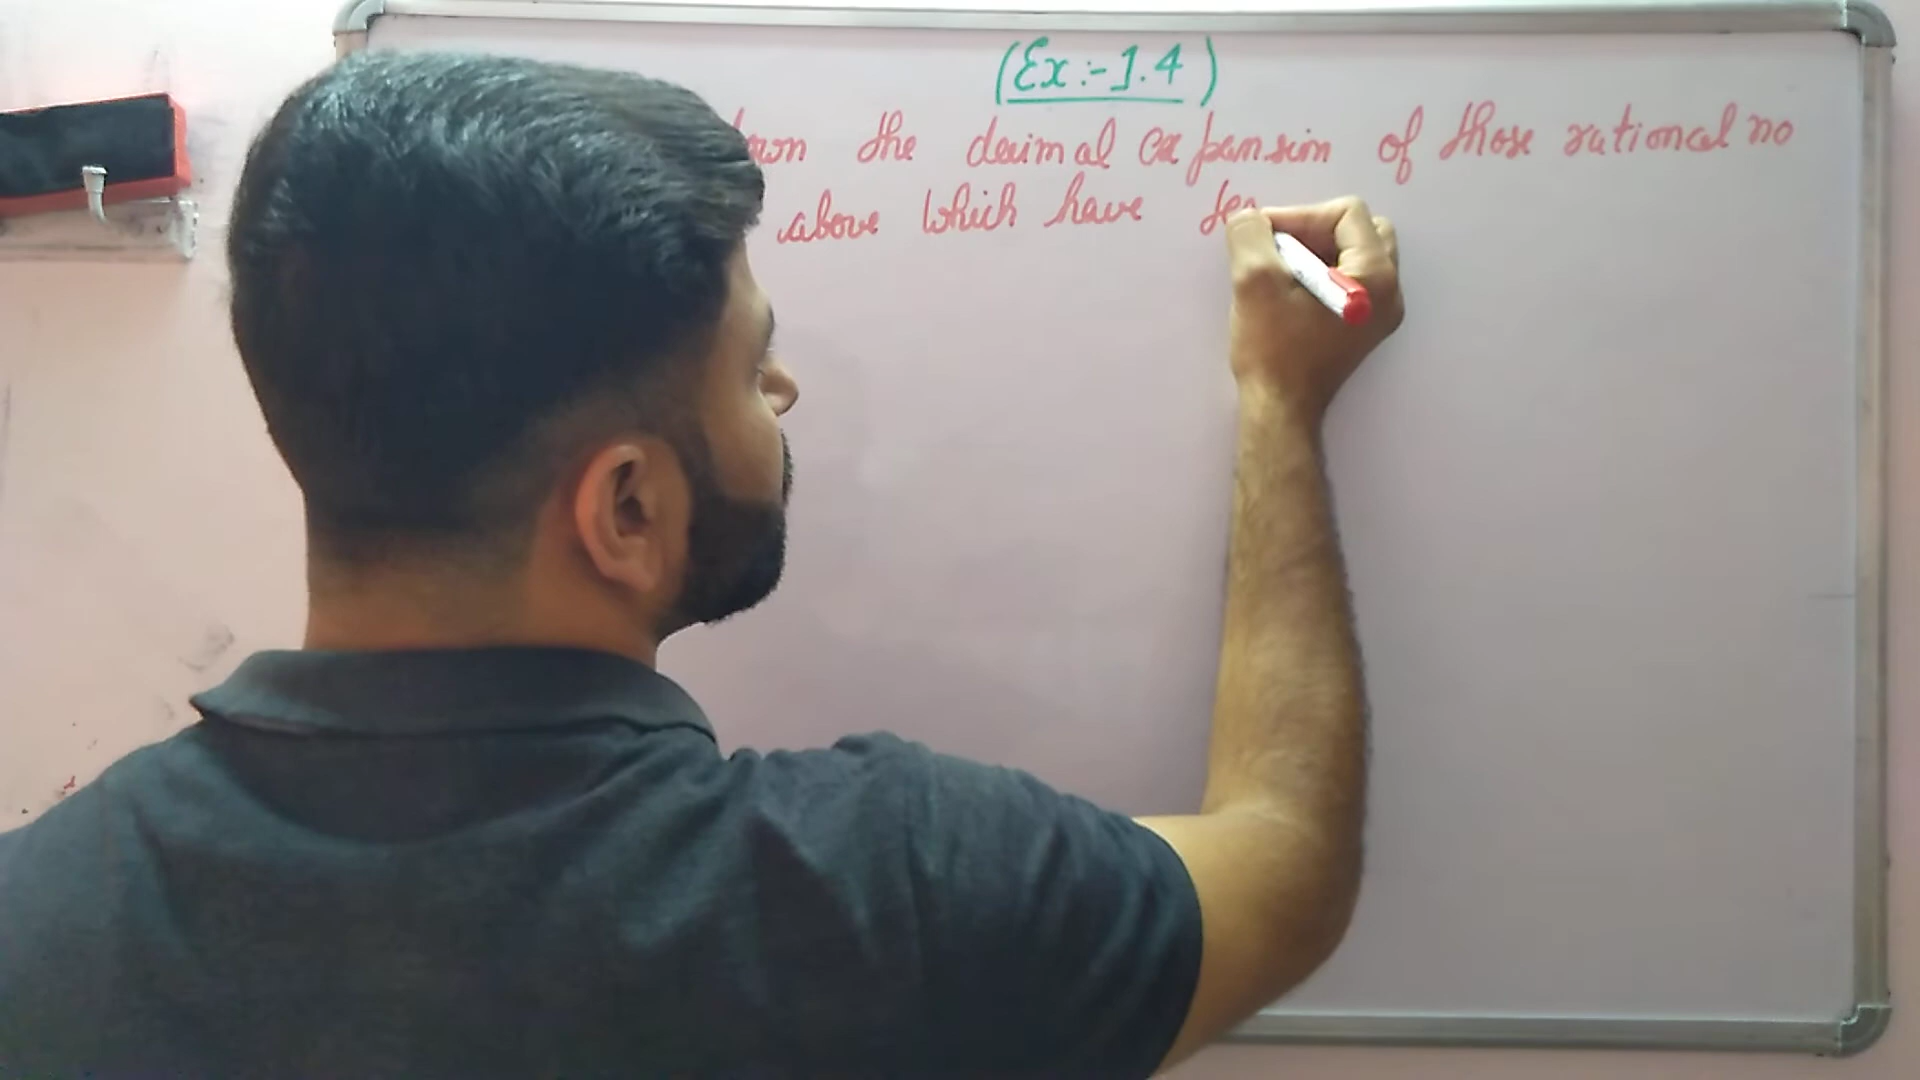 (Ex:-1.4)
the decimal expansion of those rational no
above which have